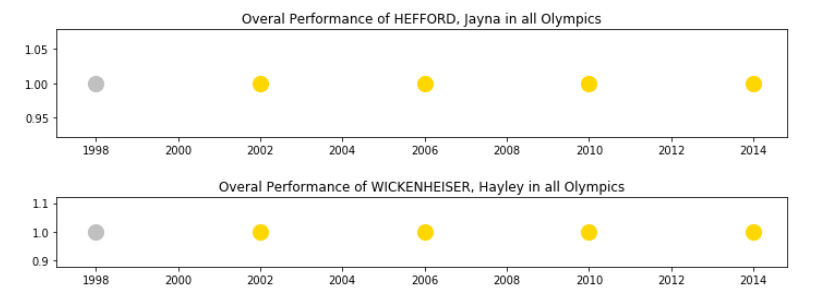 Overal Performance of HEFFORD, Jayna in all Olympics
1.05
1.00
0.95
1998 2000 2002 2004 2006 2008 2010 2012 2014
Overal Performance of WICKENHEISER, Hayley in all Olympics
1.1
1.0
0.9
1998 2000 2002 2004 2006 2008 2010 2012 2014